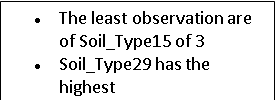 • The least observation are
of Soil_Type15 of 3
• Soil_Type29 has the
highest